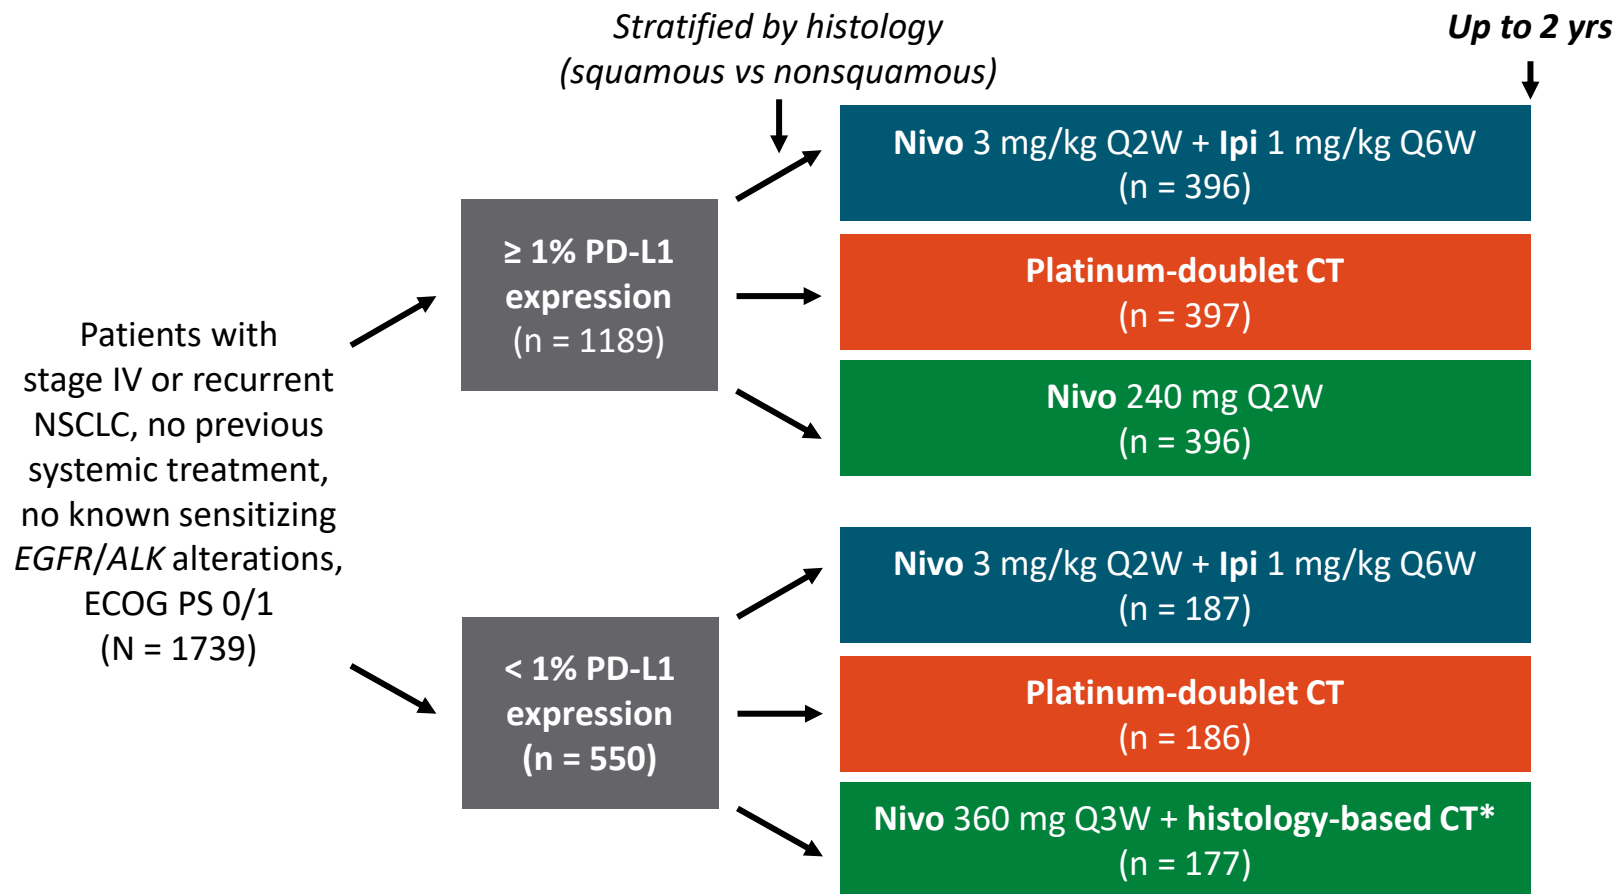 Stratified by histology
(squamous vs nonsquamous)
Up to 2 yrs
Patients with
stage IV or recurrent
NSCLC, no previous
systemic treatment,
no known sensitizing
EGFR/ALK alterations,
ECOG PS 0/1
(N = 1739)
≥ 1% PD-L1
expression
(n = 1189)
Nivo 3 mg/kg Q2W + Ipi 1 mg/kg Q6W
(n = 396)
Platinum-doublet CT
(n = 397)
Nivo 240 mg Q2W
(n = 396)
< 1% PD-L1
expression
(n = 550)
Nivo 3 mg/kg Q2W + Ipi 1 mg/kg Q6W
(n = 187)
Platinum-doublet CT
(n = 186)
Nivo 360 mg Q3W + histology-based CT*
(n = 177)